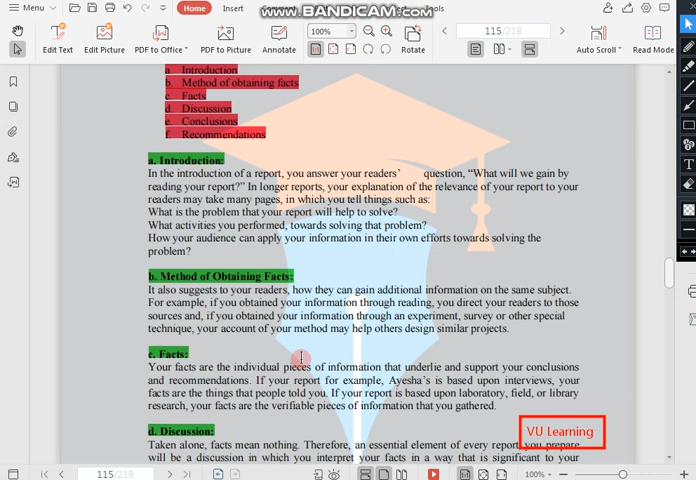 Menu
Home
Insert
Tools
WWW.BANDICAM.COM
Edit Text
Edit Picture
PDF to Office
PDF to Picture
Annotate
100%
Rotate
115/218
Auto Scroll
Read Mode
a. Introduction
b. Method of obtaining facts
c. Facts
d. Discussion
e. Conclusions
f. Recommendations
a. Introduction:
In the introduction of a report, you answer your readers’ question, “What will we gain by
reading your report?” In longer reports, your explanation of the relevance of your report to your
readers may take many pages, in which you tell things such as:
What is the problem that your report will help to solve?
What activities you performed, towards solving that problem?
How your audience can apply your information in their own efforts towards solving the
problem?
b. Method of Obtaining Facts:
It also suggests to your readers, how they can gain additional information on the same subject.
For example, if you obtained your information through reading, you direct your readers to those
sources and, if you obtained your information through an experiment, survey or other special
technique, your account of your method may help others design similar projects.
c. Facts:
Your facts are the individual pieces of information that underlie and support your conclusions
and recommendations. If your report for example, Ayesha’s is based upon interviews, your
facts are the things that people told you. If your report is based upon laboratory, field, or library
research, your facts are the verifiable pieces of information that you gathered.
VU Learning
d. Discussion:
Taken alone, facts mean nothing. Therefore, an essential element of every report you prepare
will be a discussion in which you interpret your facts in a way that is significant to your
115/218
100%